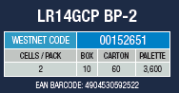 LR14GCP BP-2
WESTNET CODE 00152651
CELLS / PACK BOX CARTON PALETTE
2 10 60 3,600
EAN BARCODE: 4904530592522